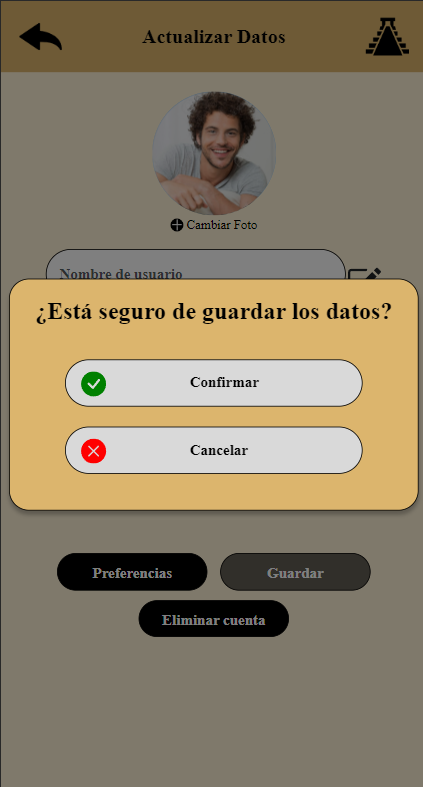 Actualizar Datos
Cambiar Foto
Nombre de usuario
¿Está seguro de guardar los datos?
Confirmar
Cancelar
Preferencias
Guardar
Eliminar cuenta